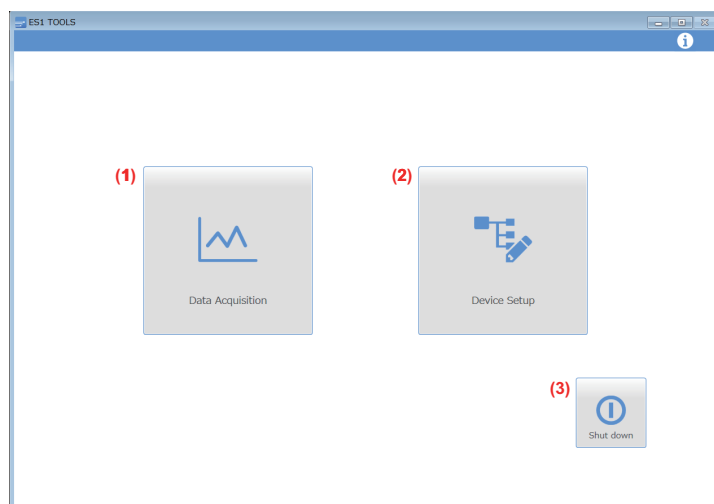 ES1 TOOLS
(1)
(2)
Data Acquisition
Device Setup
(3)
Shut down